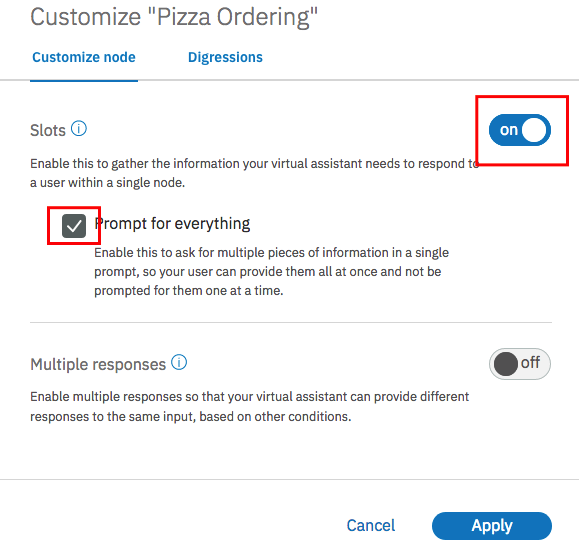 Customize "Pizza Ordering"
Customize node Digressions
Slots
on
Enable this to gather the information your virtual assistant needs to respond to
a user within a single node.
Prompt for everything
Enable this to ask for multiple pieces of information in a single
prompt, so your user can provide them all at once and not be
prompted for them one at a time.
Multiple responses
off
Enable multiple responses so that your virtual assistant can provide different
responses to the same input, based on other conditions.
Cancel Apply